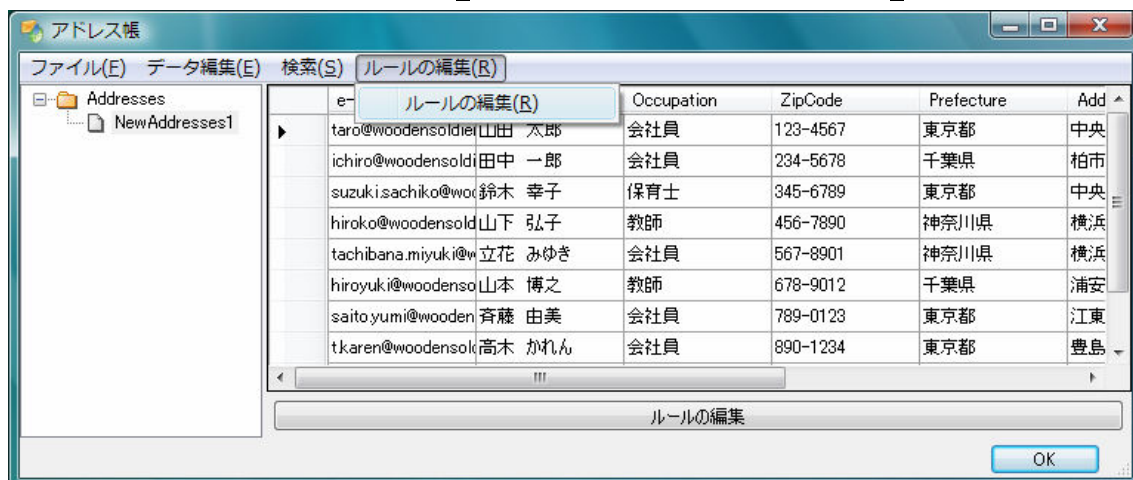 アドレス帳
ファイル(F) データ編集(E) 検索(S) ルールの編集(R)
ルールの編集(R)
Addresses
NewAddresses1
e- Occupation ZipCode Prefecture Add
taro@woodensoldier 山田 太郎 会社員 123-4567 東京都 中央
ichiro@woodensoldi 田中 一郎 会社員 234-5678 千葉県 柏市
suzuki.sachiko@woo 鈴木 幸子 保育士 345-6789 東京都 中央
hiroko@woodensold 山下 弘子 教師 456-7890 神奈川県 横浜
tachibana.miyuki@w 立花 みゆき 会社員 567-8901 神奈川県 横浜
hiroyuki@woodenso 山本 博之 教師 678-9012 千葉県 浦安
saito.yumi@wooden 斉藤 由美 会社員 789-0123 東京都 江東
t.karen@woodensold 高木 かれん 会社員 890-1234 東京都 豊島
ルールの編集
OK